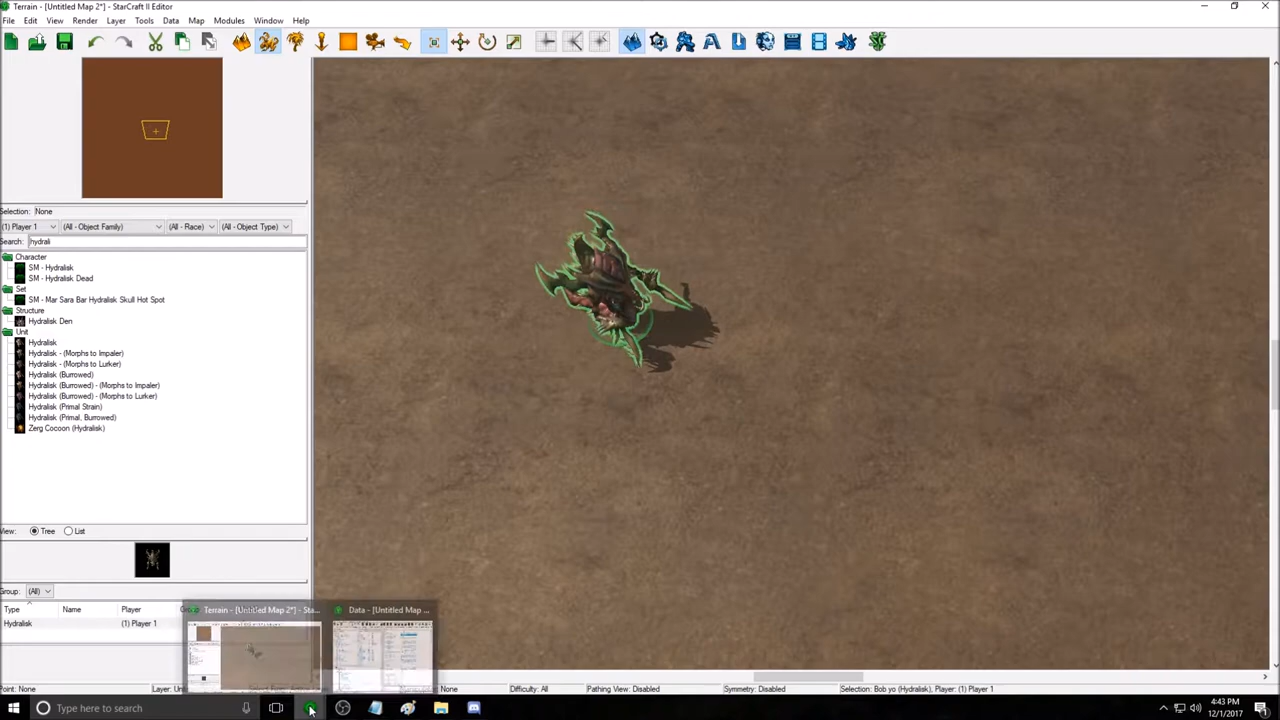 Terrain - [Untitled Map 2*] - StarCraft II Editor
File Edit View Render Layer Tools Data Map Modules Window Help
Selection: None
(1) Player 1 (All - Object Family) (All - Race) (All - Object Type)
Search: hydrali
Character
SM - Hydralisk
SM - Hydralisk Dead
Set
SM - Mar Sara Bar Hydralisk Skull Hot Spot
Structure
Hydralisk Den
Unit
Hydralisk
Hydralisk - (Morphs to Impaler)
Hydralisk - (Morphs to Lurker)
Hydralisk (Burrowed)
Hydralisk (Burrowed) - (Morphs to Impaler)
Hydralisk (Burrowed) - (Morphs to Lurker)
Hydralisk (Primal Strain)
Hydralisk (Primal, Burrowed)
Zerg Cocoon (Hydralisk)
View: Tree List
Group: (All)
Type Name Player Group
Hydralisk (1) Player 1
Terrain - [Untitled Map 2*] - Sta... Data - [Untitled Map ...
Point: None Layer: None Difficulty: All Pathing View: Disabled Symmetry: Disabled Selection: Bob yo (Hydralisk), Player: (1) Player 1
Type here to search
4:43 PM
12/1/2017